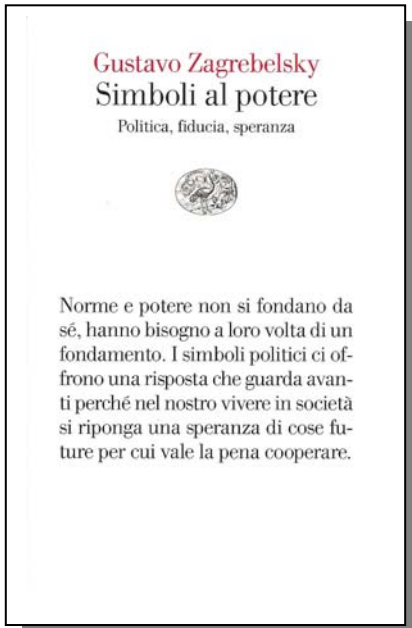 Gustavo Zagrebelsky
Simboli al potere
Politica, fiducia, speranza
Norme e potere non si fondano da
sé, hanno bisogno a loro volta di un
fondamento. I simboli politici ci of-
frono una risposta che guarda avan-
ti perché nel nostro vivere in società
si riponga una speranza di cose fu-
ture per cui vale la pena cooperare.